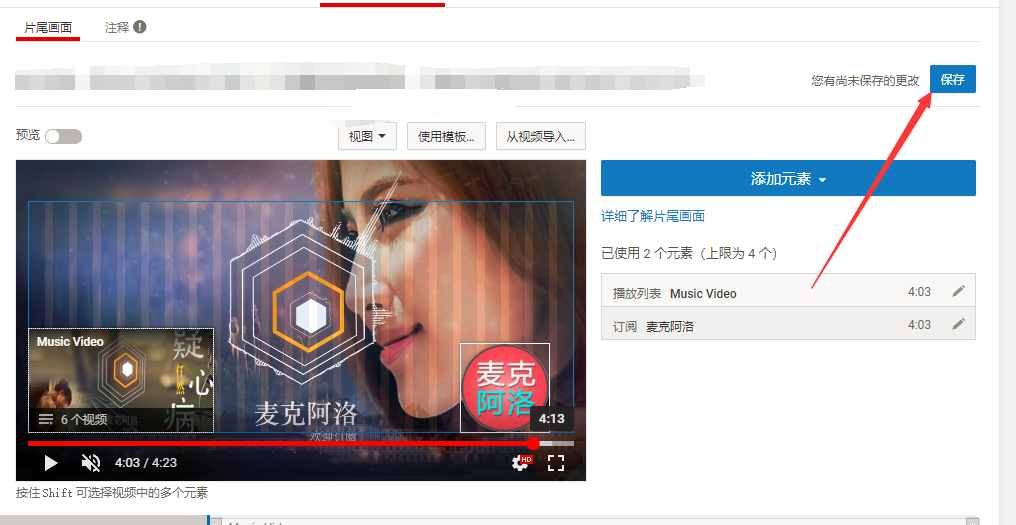 片尾画面 注释
您有尚未保存的更改 保存
预览 视图 使用模板... 从视频导入...
添加元素
详细了解片尾画面
已使用 2 个元素（上限为 4 个）
播放列表 Music Video 4:03
订阅 麦克阿洛 4:03
Music Video
疑
心
病
任然
6 个视频
麦克阿洛
欢迎订阅
麦克
阿洛
4:13
4:03 / 4:23
HD
按住 Shift 可选择视频中的多个元素